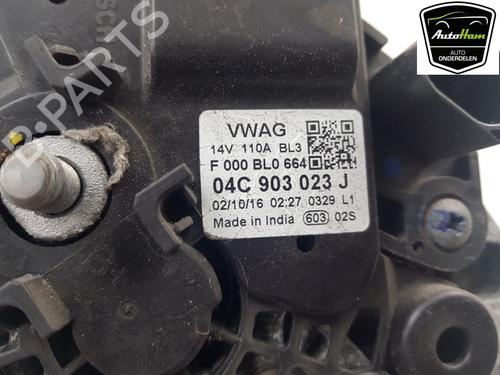 AutoHam
AUTO
ONDERDELEN
B-PARTS
VWAG
14V 110A BL3
F 000 BL0 664
04C 903 023 J
02/10/16 02:27 0329 L1
Made in India 603 02S